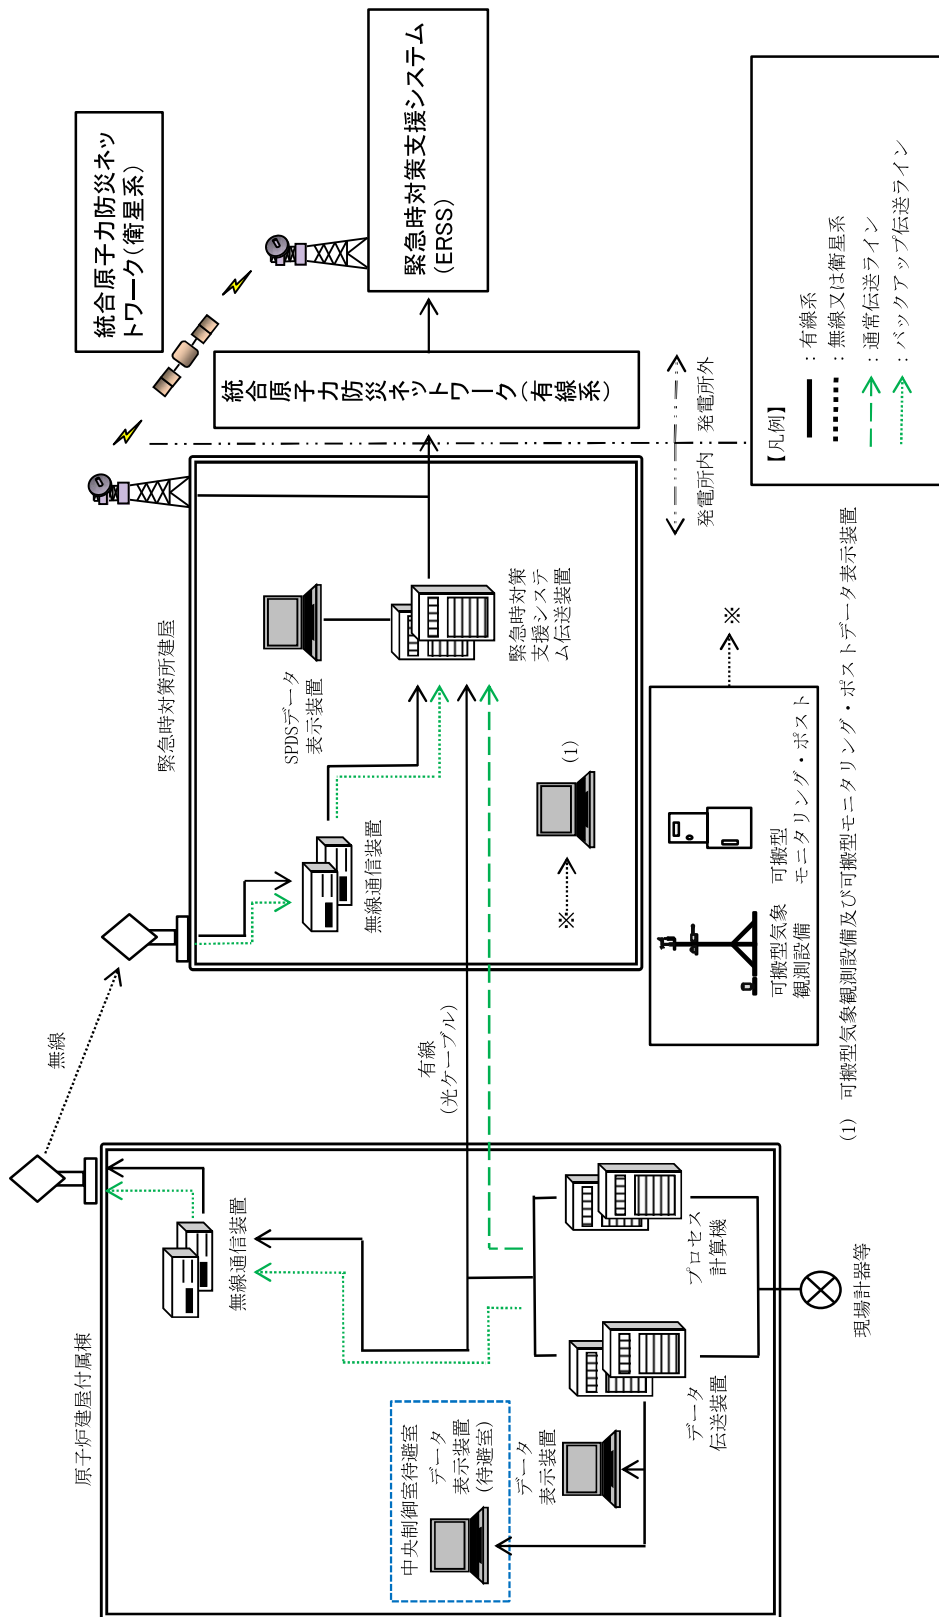 原子炉建屋付属棟
中央制御室待避室
データ
表示装置
(待避室)
データ
表示装置
データ
伝送装置
プロセス
計算機
現場計器等
無線通信装置
無線
有線
(光ケーブル)
緊急時対策所建屋
無線通信装置
SPDSデータ
表示装置
緊急時対策
支援システ
ム伝送装置
(1)
※
可搬型気象
観測設備
可搬型
モニタリング・ポスト
※
(1) 可搬型気象観測設備及び可搬型モニタリング・ポストデータ表示装置
発電所内
発電所外
統合原子力防災ネッ
トワーク(衛星系)
統合原子力防災ネットワーク(有線系)
緊急時対策支援システム
(ERSS)
【凡例】
:有線系
:無線又は衛星系
:通常伝送ライン
:バックアップ伝送ライン